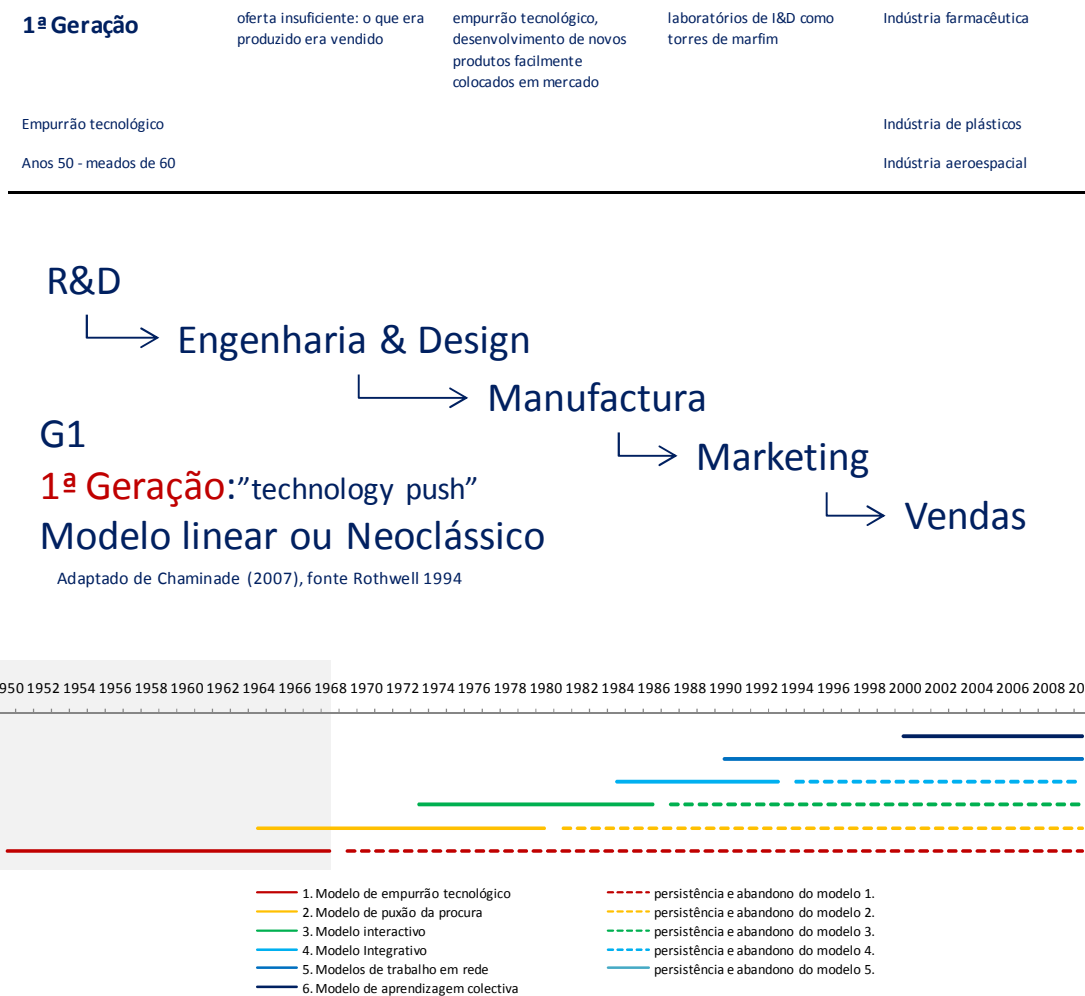 1ª Geração
oferta insuficiente: o que era
produzido era vendido
empurrão tecnológico,
desenvolvimento de novos
produtos facilmente
colocados em mercado
laboratórios de I&D como
torres de marfim
Indústria farmacêutica
Empurrão tecnológico
Indústria de plásticos
Anos 50 - meados de 60
Indústria aeroespacial
R&D
Engenharia & Design
Manufactura
Marketing
Vendas
G1
1ª Geração:”technology push”
Modelo linear ou Neoclássico
Adaptado de Chaminade (2007), fonte Rothwell 1994
950 1952 1954 1956 1958 1960 1962 1964 1966 1968 1970 1972 1974 1976 1978 1980 1982 1984 1986 1988 1990 1992 1994 1996 1998 2000 2002 2004 2006 2008 20
1. Modelo de empurrão tecnológico
2. Modelo de puxão da procura
3. Modelo interactivo
4. Modelo Integrativo
5. Modelos de trabalho em rede
6. Modelo de aprendizagem colectiva
persistência e abandono do modelo 1.
persistência e abandono do modelo 2.
persistência e abandono do modelo 3.
persistência e abandono do modelo 4.
persistência e abandono do modelo 5.